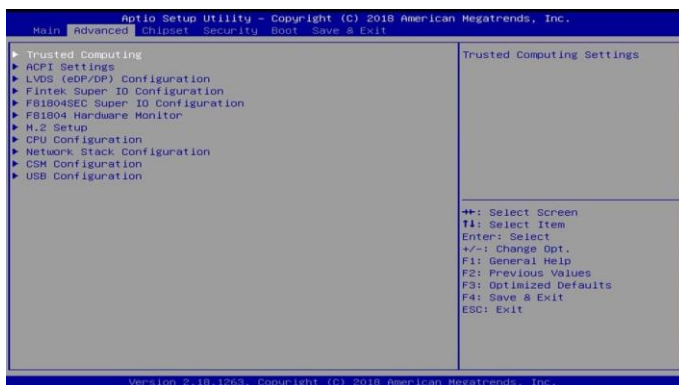 Aptio Setup Utility – Copyright (C) 2018 American Megatrends, Inc.
Main Advanced Chipset Security Boot Save & Exit
▶ Trusted Computing
▶ ACPI Settings
▶ LVDS (eDP/DP) Configuration
▶ Fintek Super IO Configuration
▶ F81804SEC Super IO Configuration
▶ F81804 Hardware Monitor
▶ M.2 Setup
▶ CPU Configuration
▶ Network Stack Configuration
▶ CSM Configuration
▶ USB Configuration
Trusted Computing Settings
→←: Select Screen
↑↓: Select Item
Enter: Select
+/-: Change Opt.
F1: General Help
F2: Previous Values
F3: Optimized Defaults
F4: Save & Exit
ESC: Exit
Version 2.18.1263. Copyright (C) 2018 American Megatrends, Inc.